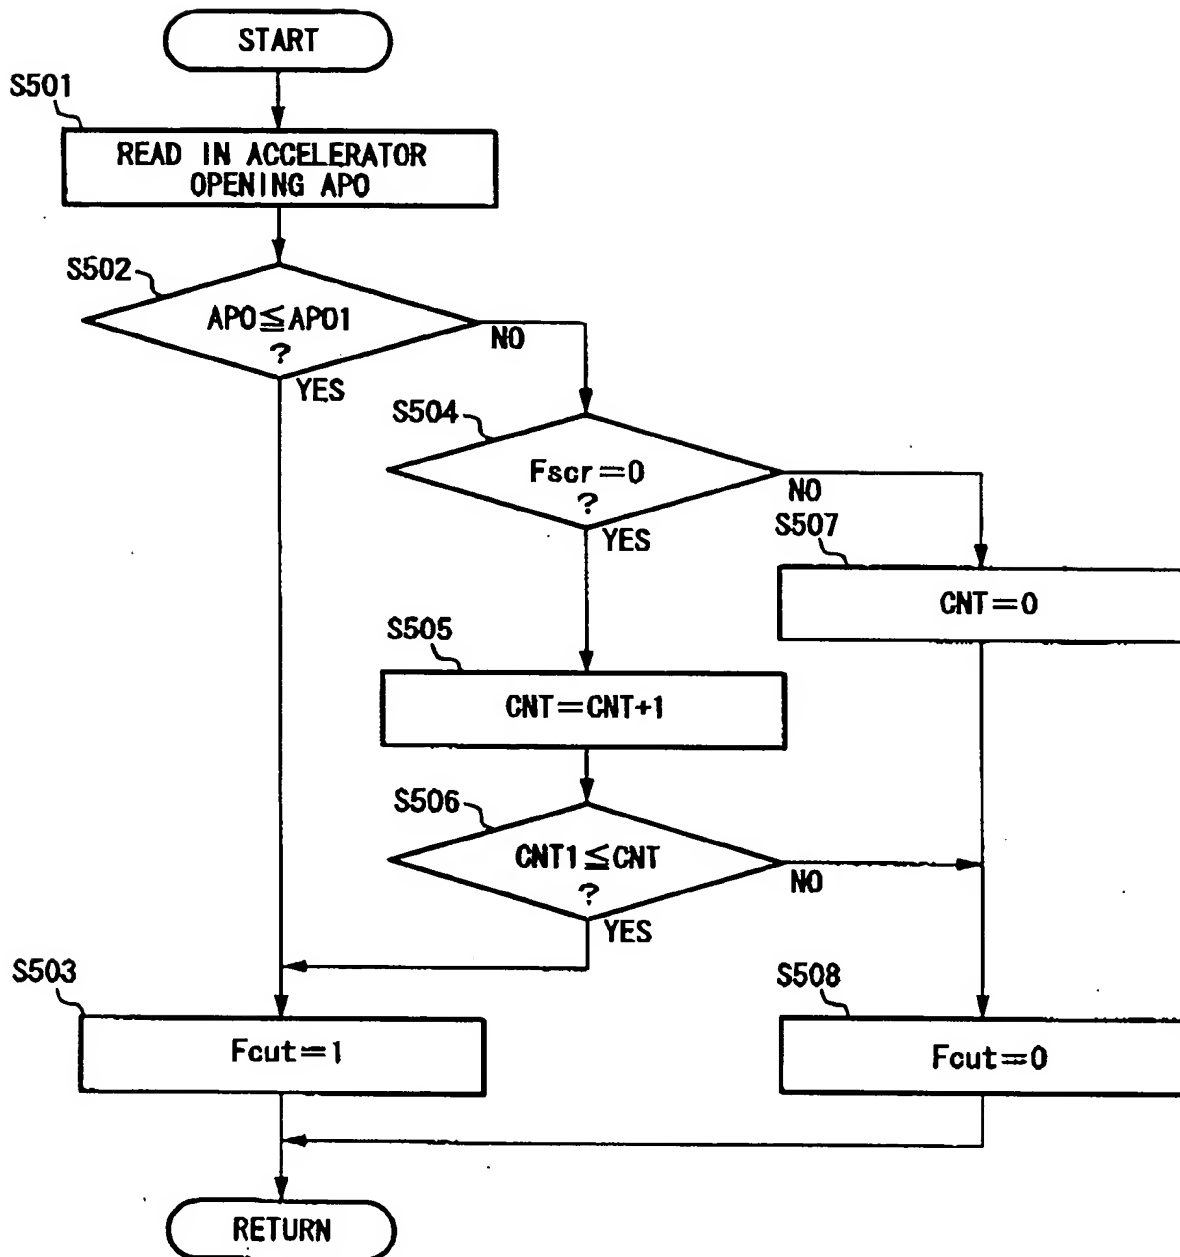 START
S501
READ IN ACCELERATOR
OPENING APO
S502
APO≦APO1
?
NO
YES
S504
Fscr=0
?
NO
YES
S507
CNT=0
S505
CNT=CNT+1
S506
CNT1≦CNT
?
NO
YES
S503
Fcut=1
S508
Fcut=0
RETURN